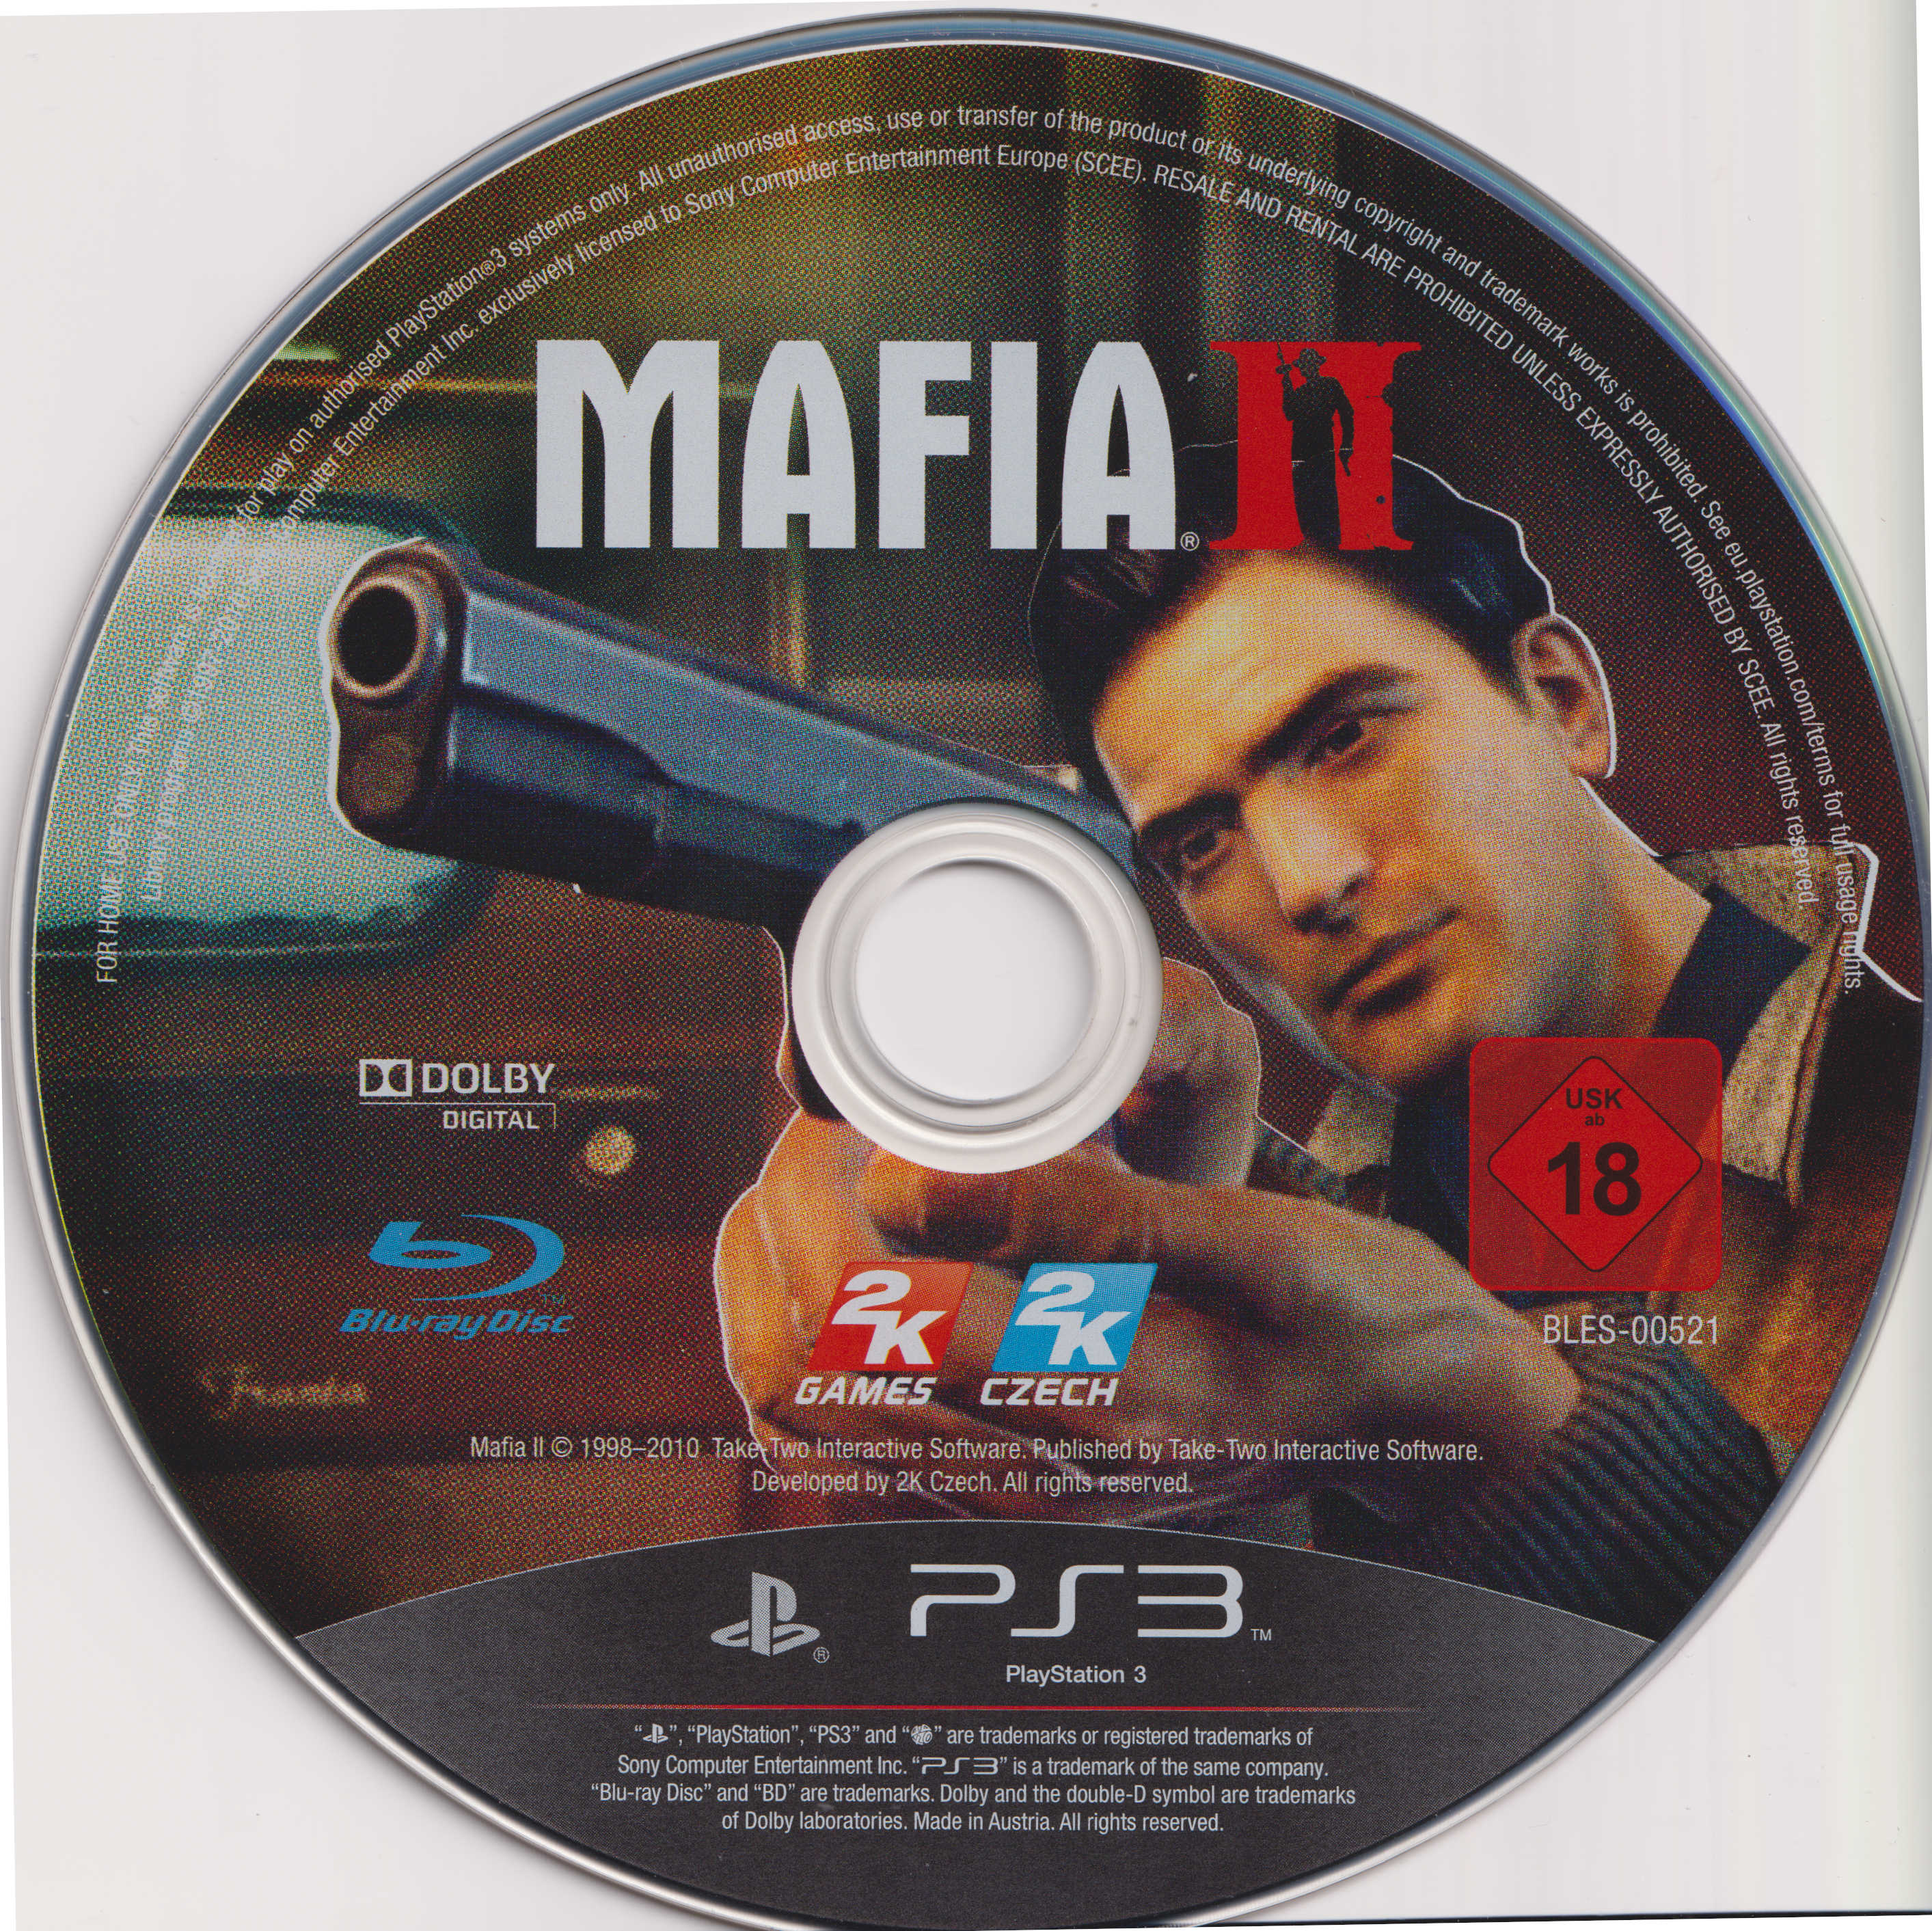 FOR HOME USE ONLY. This software is for play on authorised PlayStation®3 systems only. All unauthorised access, use or transfer of the product or its underlying copyright and trademark works is prohibited. See eu.playstation.com/terms for full usage rights.
Library programs © Computer Entertainment Inc. exclusively licensed to Sony Computer Entertainment Europe (SCEE). RESALE AND RENTAL ARE PROHIBITED UNLESS EXPRESSLY AUTHORISED BY SCEE. All rights reserved.
MAFIA® II
DOLBY
DIGITAL
USK
ab
18
Blu-ray Disc™
2K
GAMES
2K
CZECH
BLES-00521
Mafia II © 1998–2010 Take-Two Interactive Software. Published by Take-Two Interactive Software.
Developed by 2K Czech. All rights reserved.
® PS3™
PlayStation 3
“ ”, “PlayStation”, “PS3” and “ ” are trademarks or registered trademarks of
Sony Computer Entertainment Inc. “PS3” is a trademark of the same company.
“Blu-ray Disc” and “BD” are trademarks. Dolby and the double-D symbol are trademarks
of Dolby laboratories. Made in Austria. All rights reserved.